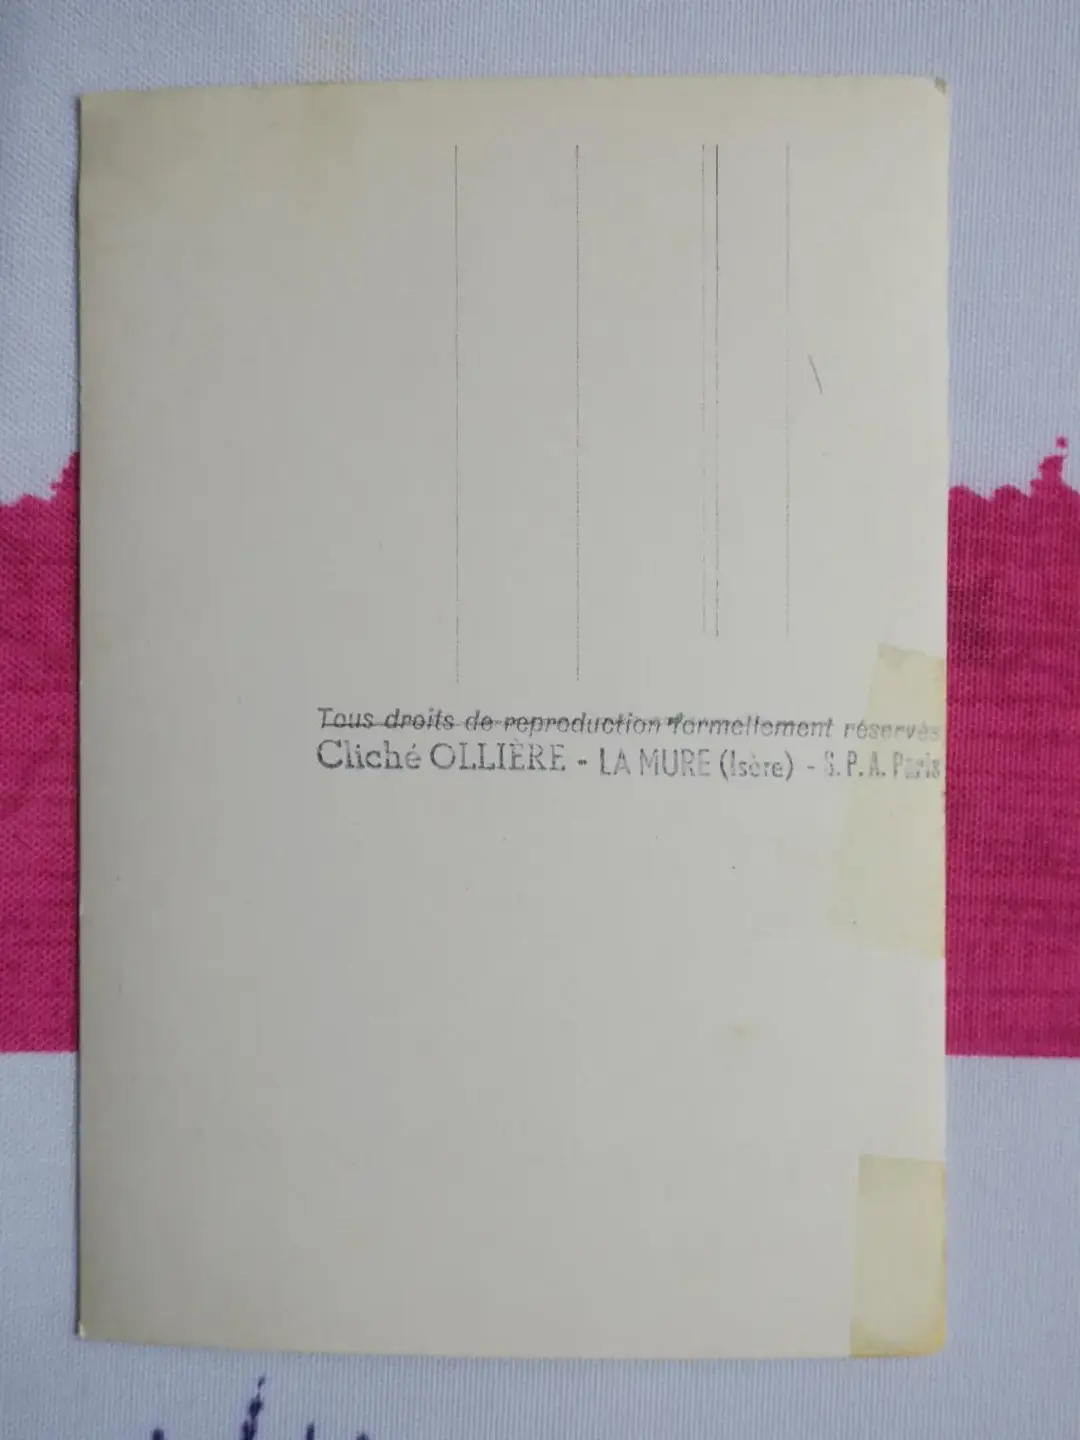 Tous droits de reproduction formellement réservés
Cliché OLLIÈRE - LA MURE (Isère) - S.P.A. Paris